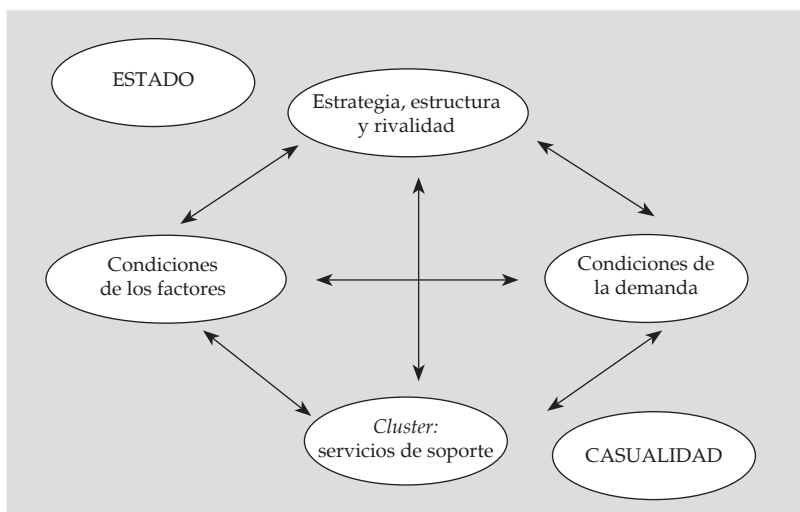 ESTADO
Estrategia, estructura
y rivalidad
Condiciones
de los factores
Condiciones de
la demanda
Cluster:
servicios de soporte
CASUALIDAD